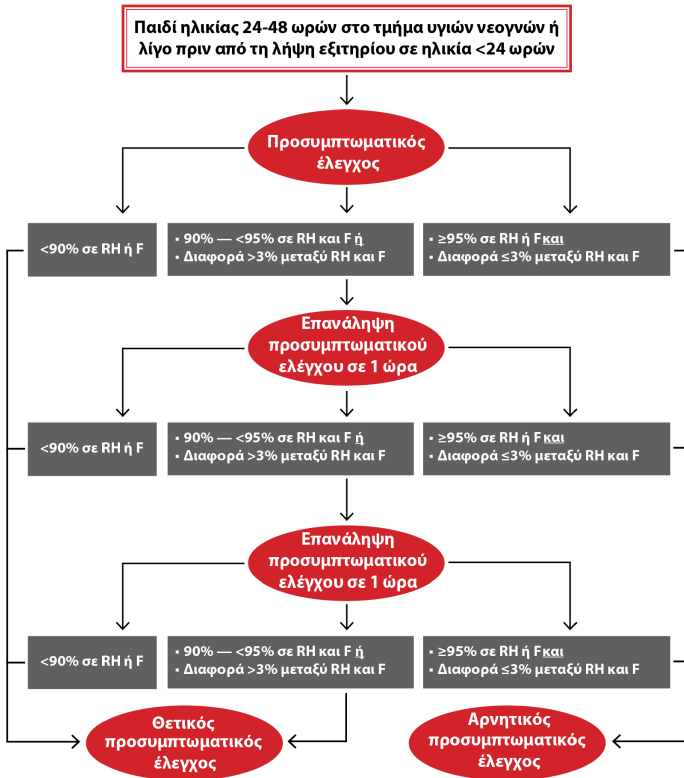 Παιδί ηλικίας 24-48 ωρών στο τμήμα υγιών νεογνών ή
λίγο πριν από τη λήψη εξιτηρίου σε ηλικία <24 ωρών
Προσυμπτωματικός
έλεγχος
<90% σε RH ή F
▪ 90% — <95% σε RH και F ή
▪ Διαφορά >3% μεταξύ RH και F
▪ ≥95% σε RH ή F και
▪ Διαφορά ≤3% μεταξύ RH και F
Επανάληψη
προσυμπτωματικού
ελέγχου σε 1 ώρα
<90% σε RH ή F
▪ 90% — <95% σε RH και F ή
▪ Διαφορά >3% μεταξύ RH και F
▪ ≥95% σε RH ή F και
▪ Διαφορά ≤3% μεταξύ RH και F
Επανάληψη
προσυμπτωματικού
ελέγχου σε 1 ώρα
<90% σε RH ή F
▪ 90% — <95% σε RH και F ή
▪ Διαφορά >3% μεταξύ RH και F
▪ ≥95% σε RH ή F και
▪ Διαφορά ≤3% μεταξύ RH και F
Θετικός
προσυμπτωματικός
έλεγχος
Αρνητικός
προσυμπτωματικός
έλεγχος